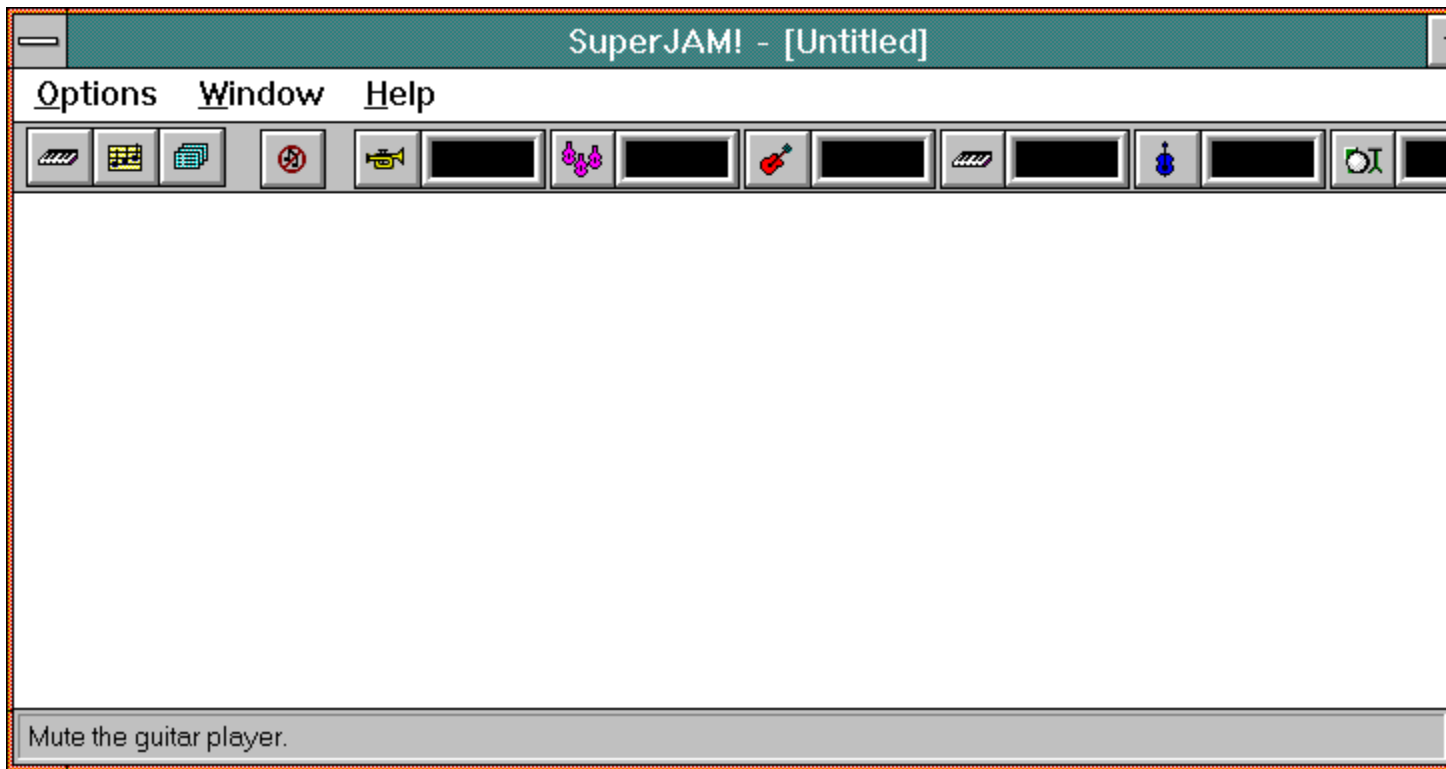 SuperJAM! - [Untitled]
Options Window Help
Mute the guitar player.